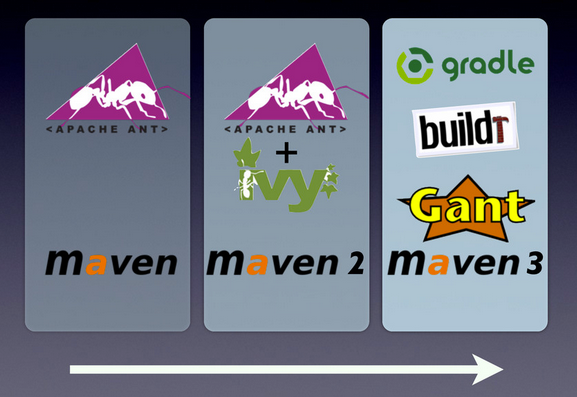 <APACHE ANT>
maven
<APACHE ANT>
+
ivy
maven 2
gradle
buildr
Gant
maven 3